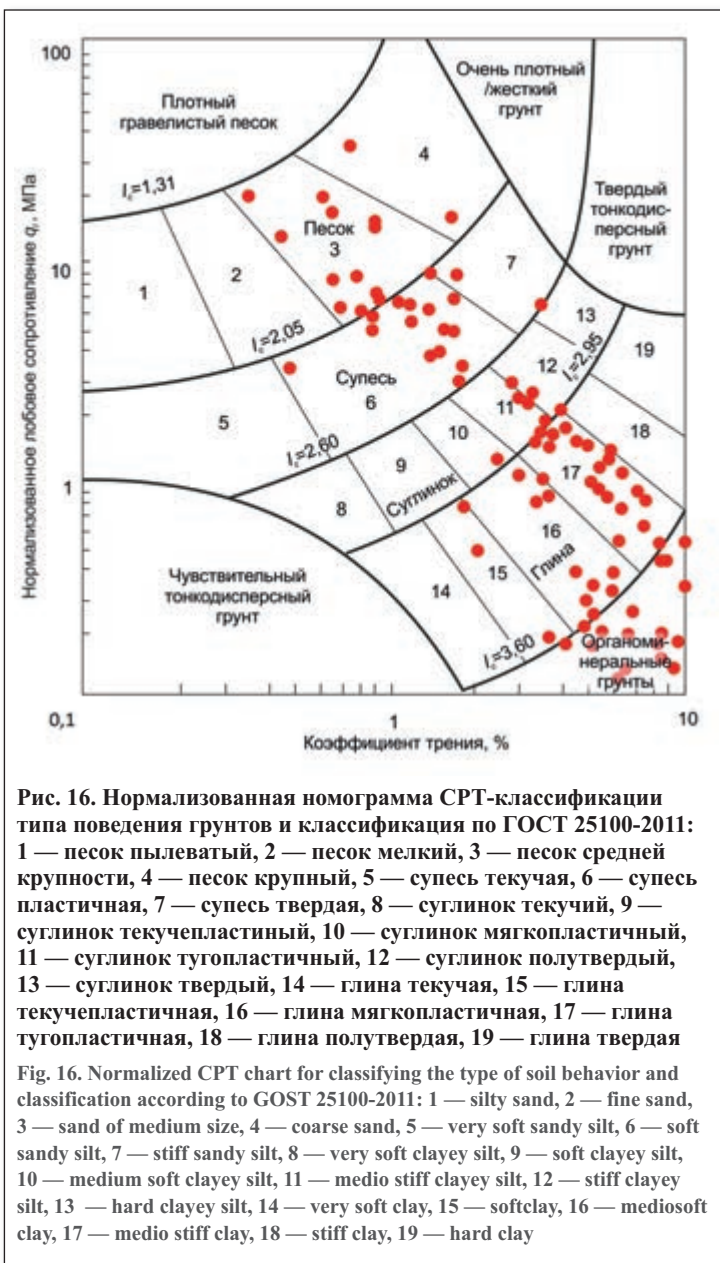 100
10
1
0,1
1
10
Нормализованное лобовое сопротивление qc, МПа
Коэффициент трения, %
Плотный
гравелистый песок
Очень плотный
/жесткий
грунт
Твердый
тонкодис-
персный
грунт
Ic=1,31
4
Песок
3
2
1
7
13
19
Ic=2,05
12
Ic=2,95
Супесь
6
5
11
18
Ic=2,60
10
9
Суглинок
17
8
16
Глина
Чувствительный
тонкодисперсный
грунт
15
14
Ic=3,60
Органоми-
неральные
грунты
Рис. 16. Нормализованная номограмма CPT-классификации
типа поведения грунтов и классификация по ГОСТ 25100-2011:
1 — песок пылеватый, 2 — песок мелкий, 3 — песок средней
крупности, 4 — песок крупный, 5 — супесь текучая, 6 — супесь
пластичная, 7 — супесь твердая, 8 — суглинок текучий, 9 —
суглинок текучепластиный, 10 — суглинок мягкопластичный,
11 — суглинок тугопластичный, 12 — суглинок полутвердый,
13 — суглинок твердый, 14 — глина текучая, 15 — глина
текучепластичная, 16 — глина мягкопластичная, 17 — глина
тугопластичная, 18 — глина полутвердая, 19 — глина твердая
Fig. 16. Normalized CPT chart for classifying the type of soil behavior and
classification according to GOST 25100-2011: 1 — silty sand, 2 — fine sand,
3 — sand of medium size, 4 — coarse sand, 5 — very soft sandy silt, 6 — soft
sandy silt, 7 — stiff sandy silt, 8 — very soft clayey silt, 9 — soft clayey silt,
10 — medium soft clayey silt, 11 — medio stiff clayey silt, 12 — stiff clayey
silt, 13 — hard clayey silt, 14 — very soft clay, 15 — softclay, 16 — mediosoft
clay, 17 — medio stiff clay, 18 — stiff clay, 19 — hard clay